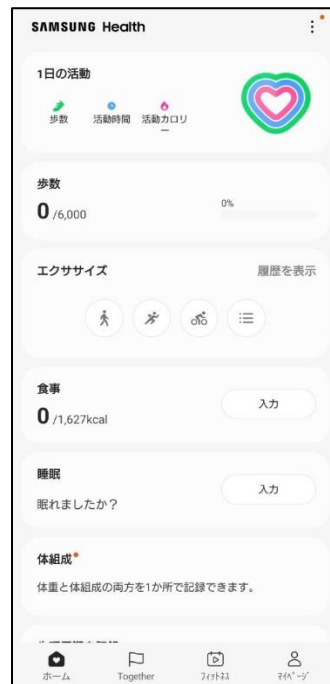 SAMSUNG Health
1日の活動
歩数 活動時間 活動カロリ
ー
歩数
0 /6,000
0%
エクササイズ 履歴を表示
食事
0 /1,627kcal
入力
睡眠
眠れましたか？
入力
体組成
体重と体組成の両方を1か所で記録できます。
ホーム Together フィットネス マイページ